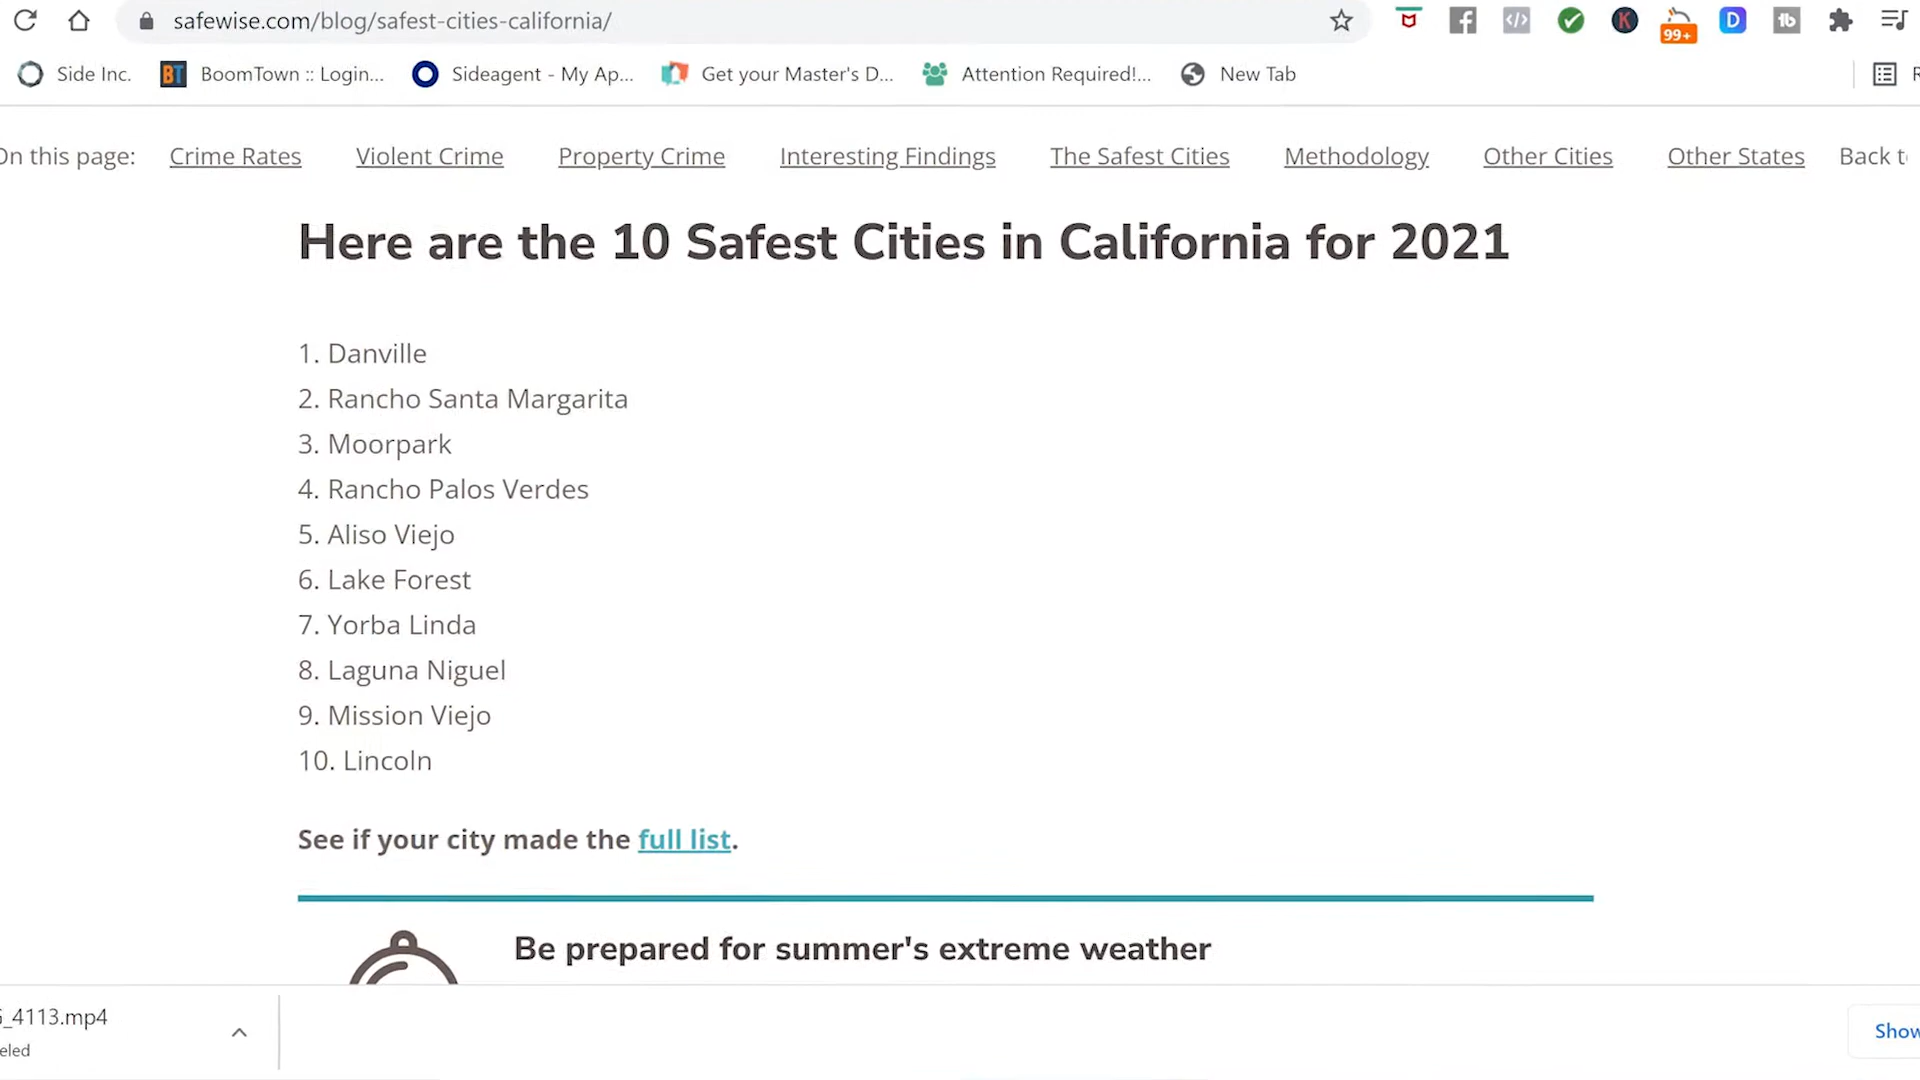 safewise.com/blog/safest-cities-california/
99+
Side Inc.
BoomTown :: Login...
Sideagent - My Ap...
Get your Master's D...
Attention Required!...
New Tab
On this page:
Crime Rates
Violent Crime
Property Crime
Interesting Findings
The Safest Cities
Methodology
Other Cities
Other States
Back t
Here are the 10 Safest Cities in California for 2021
1. Danville
2. Rancho Santa Margarita
3. Moorpark
4. Rancho Palos Verdes
5. Aliso Viejo
6. Lake Forest
7. Yorba Linda
8. Laguna Niguel
9. Mission Viejo
10. Lincoln
See if your city made the full list.
Be prepared for summer's extreme weather
_4113.mp4
eled
Show